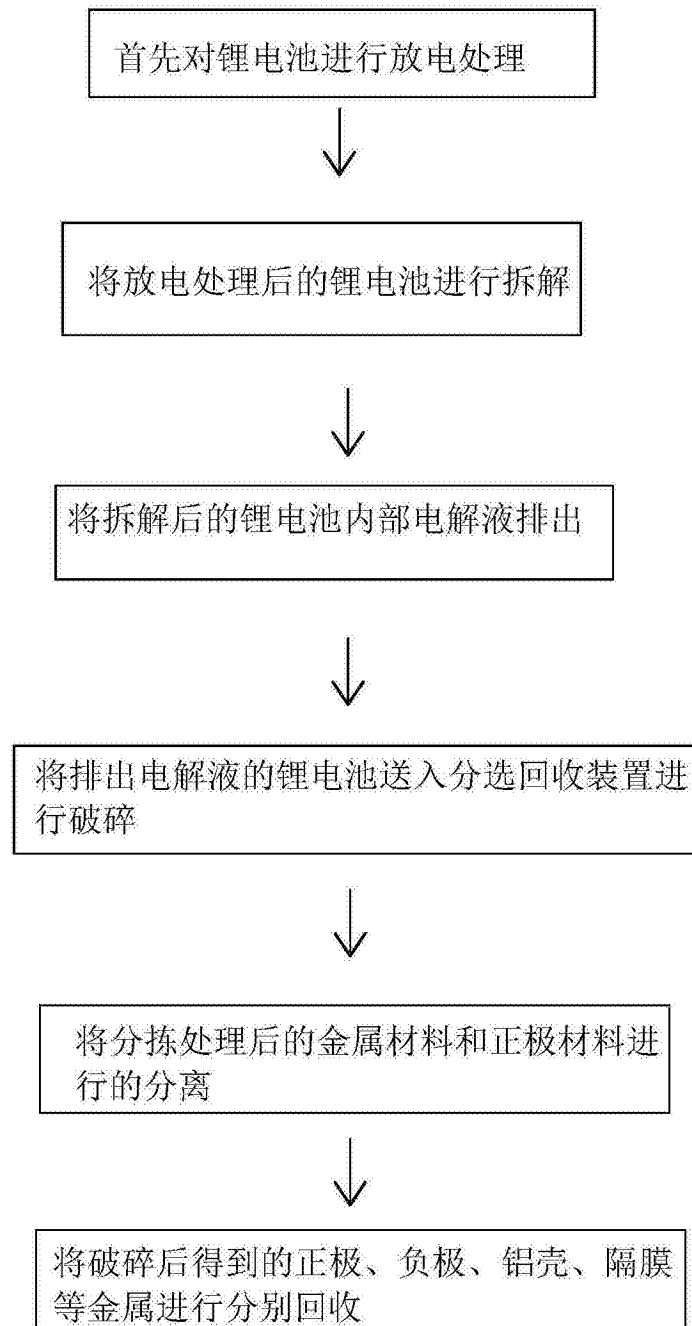 首先对锂电池进行放电处理
将放电处理后的锂电池进行拆解
将拆解后的锂电池内部电解液排出
将排出电解液的锂电池送入分选回收装置进
行破碎
将分拣处理后的金属材料和正极材料进
行的分离
将破碎后得到的正极、负极、铝壳、隔膜
等金属进行分别回收